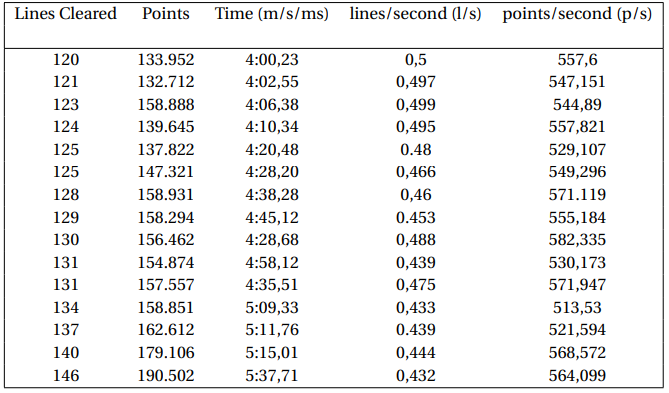 Lines Cleared Points Time (m/s/ms) lines/second (l/s) points/second (p/s)
120 133.952 4:00,23 0,5 557,6
121 132.712 4:02,55 0,497 547,151
123 158.888 4:06,38 0,499 544,89
124 139.645 4:10,34 0,495 557,821
125 137.822 4:20,48 0.48 529,107
125 147.321 4:28,20 0,466 549,296
128 158.931 4:38,28 0,46 571.119
129 158.294 4:45,12 0.453 555,184
130 156.462 4:28,68 0,488 582,335
131 154.874 4:58,12 0,439 530,173
131 157.557 4:35,51 0,475 571,947
134 158.851 5:09,33 0,433 513,53
137 162.612 5:11,76 0.439 521,594
140 179.106 5:15,01 0,444 568,572
146 190.502 5:37,71 0,432 564,099